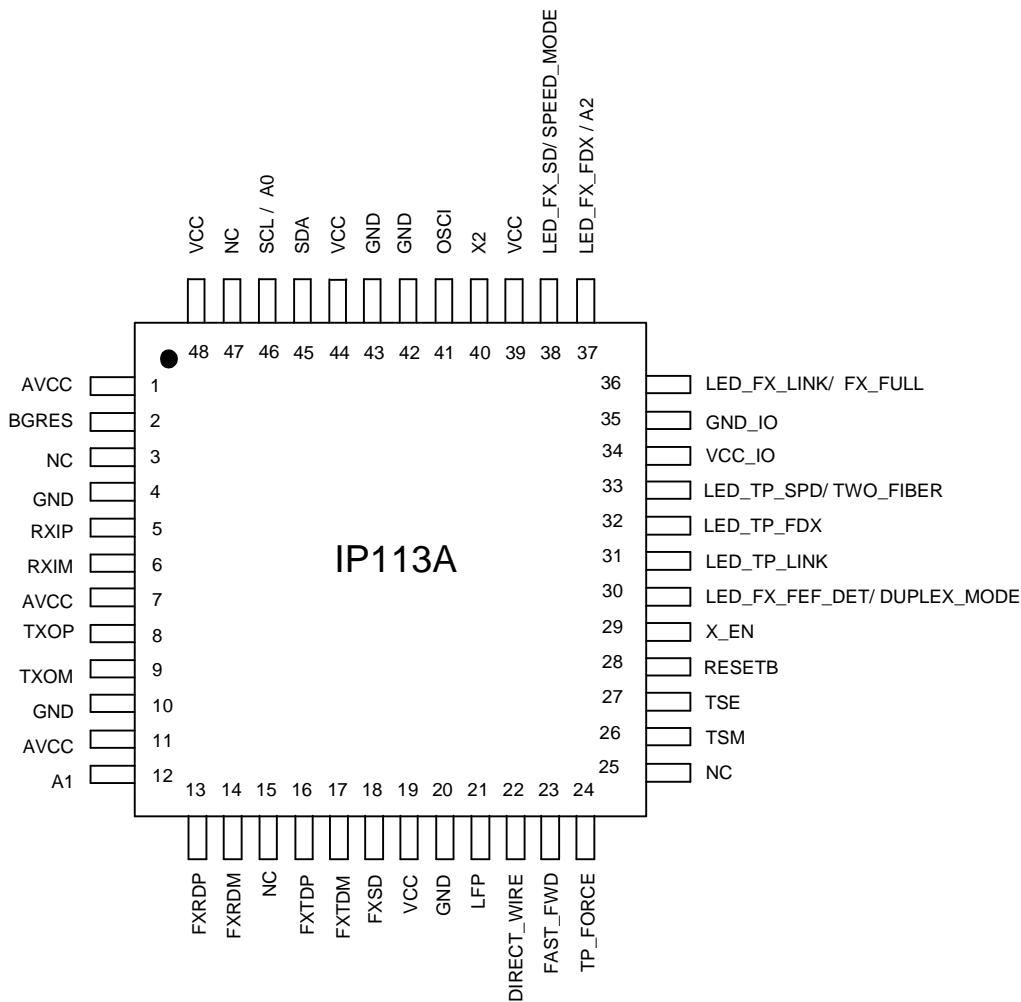 VCC
NC
SCL / A0
SDA
VCC
GND
GND
OSCI
X2
VCC
LED_FX_SD/ SPEED_MODE
LED_FX_FDX / A2
48 47 46 45 44 43 42 41 40 39 38 37
AVCC 1
BGRES 2
NC 3
GND 4
RXIP 5
RXIM 6
AVCC 7
TXOP 8
TXOM 9
GND 10
AVCC 11
A1 12
IP113A
36 LED_FX_LINK/ FX_FULL
35 GND_IO
34 VCC_IO
33 LED_TP_SPD/ TWO_FIBER
32 LED_TP_FDX
31 LED_TP_LINK
30 LED_FX_FEF_DET/ DUPLEX_MODE
29 X_EN
28 RESETB
27 TSE
26 TSM
25 NC
13 14 15 16 17 18 19 20 21 22 23 24
FXRDP
FXRDM
NC
FXTDP
FXTDM
FXSD
VCC
GND
LFP
DIRECT_WIRE
FAST_FWD
TP_FORCE